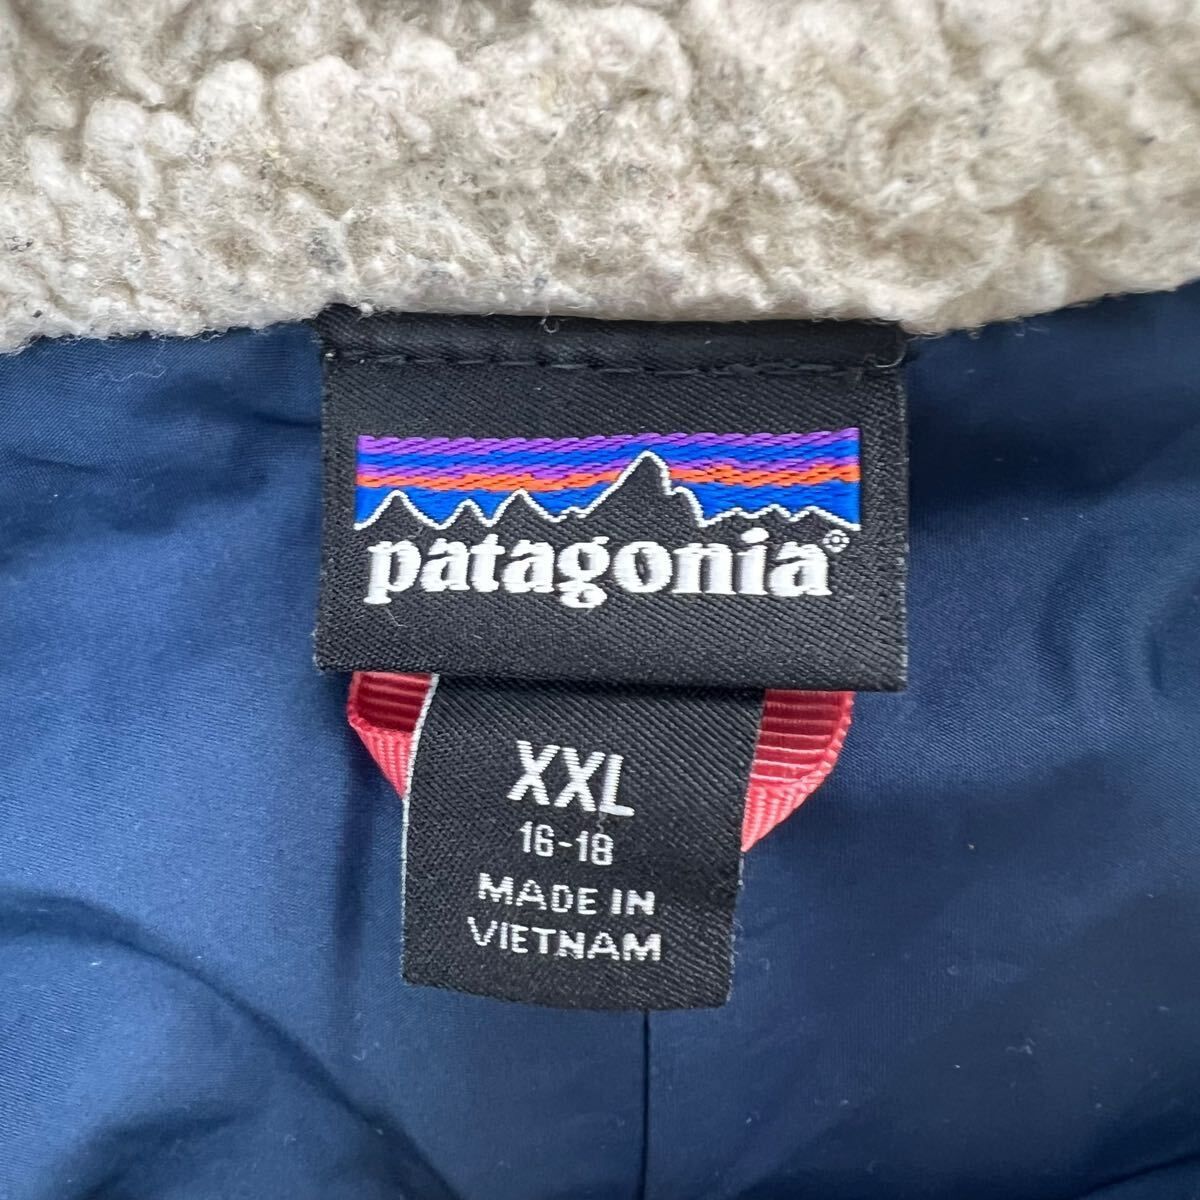 patagonia®
XXL
16-18
MADE IN
VIETNAM